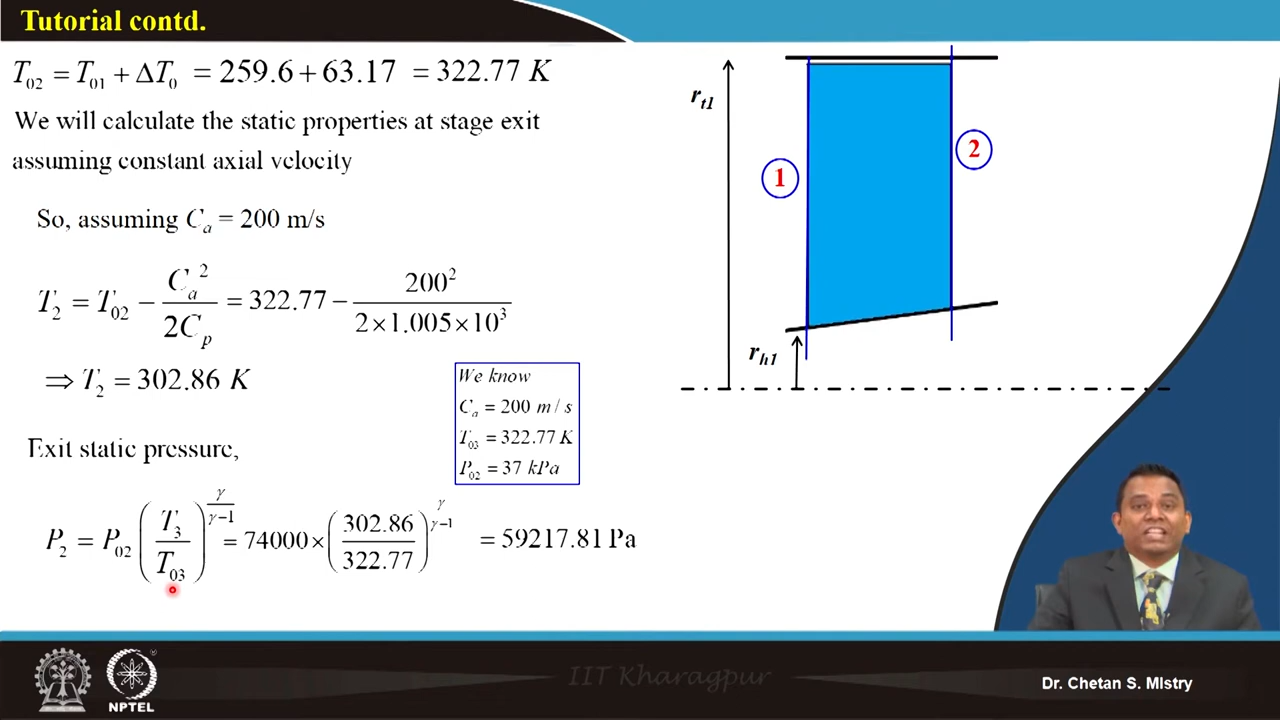 Tutorial contd.
T₀₂ = T₀₁ + ΔT₀ = 259.6 + 63.17 = 322.77 K
We will calculate the static properties at stage exit
assuming constant axial velocity
So, assuming Cₐ = 200 m/s
T₂ = T₀₂ − Cₐ²/2Cₚ = 322.77 − 200²/(2×1.005×10³)
⇒ T₂ = 302.86 K
We know
Cₐ = 200 m/s
T₀₃ = 322.77 K
P₀₂ = 37 kPa
Exit static pressure,
P₂ = P₀₂ (T₃/T₀₃)^(γ/(γ−1)) = 74000 × (302.86/322.77)^(γ/(γ−1)) = 59217.81 Pa
r_t1
1
2
r_h1
NPTEL
IIT Kharagpur
Dr. Chetan S. MIstry